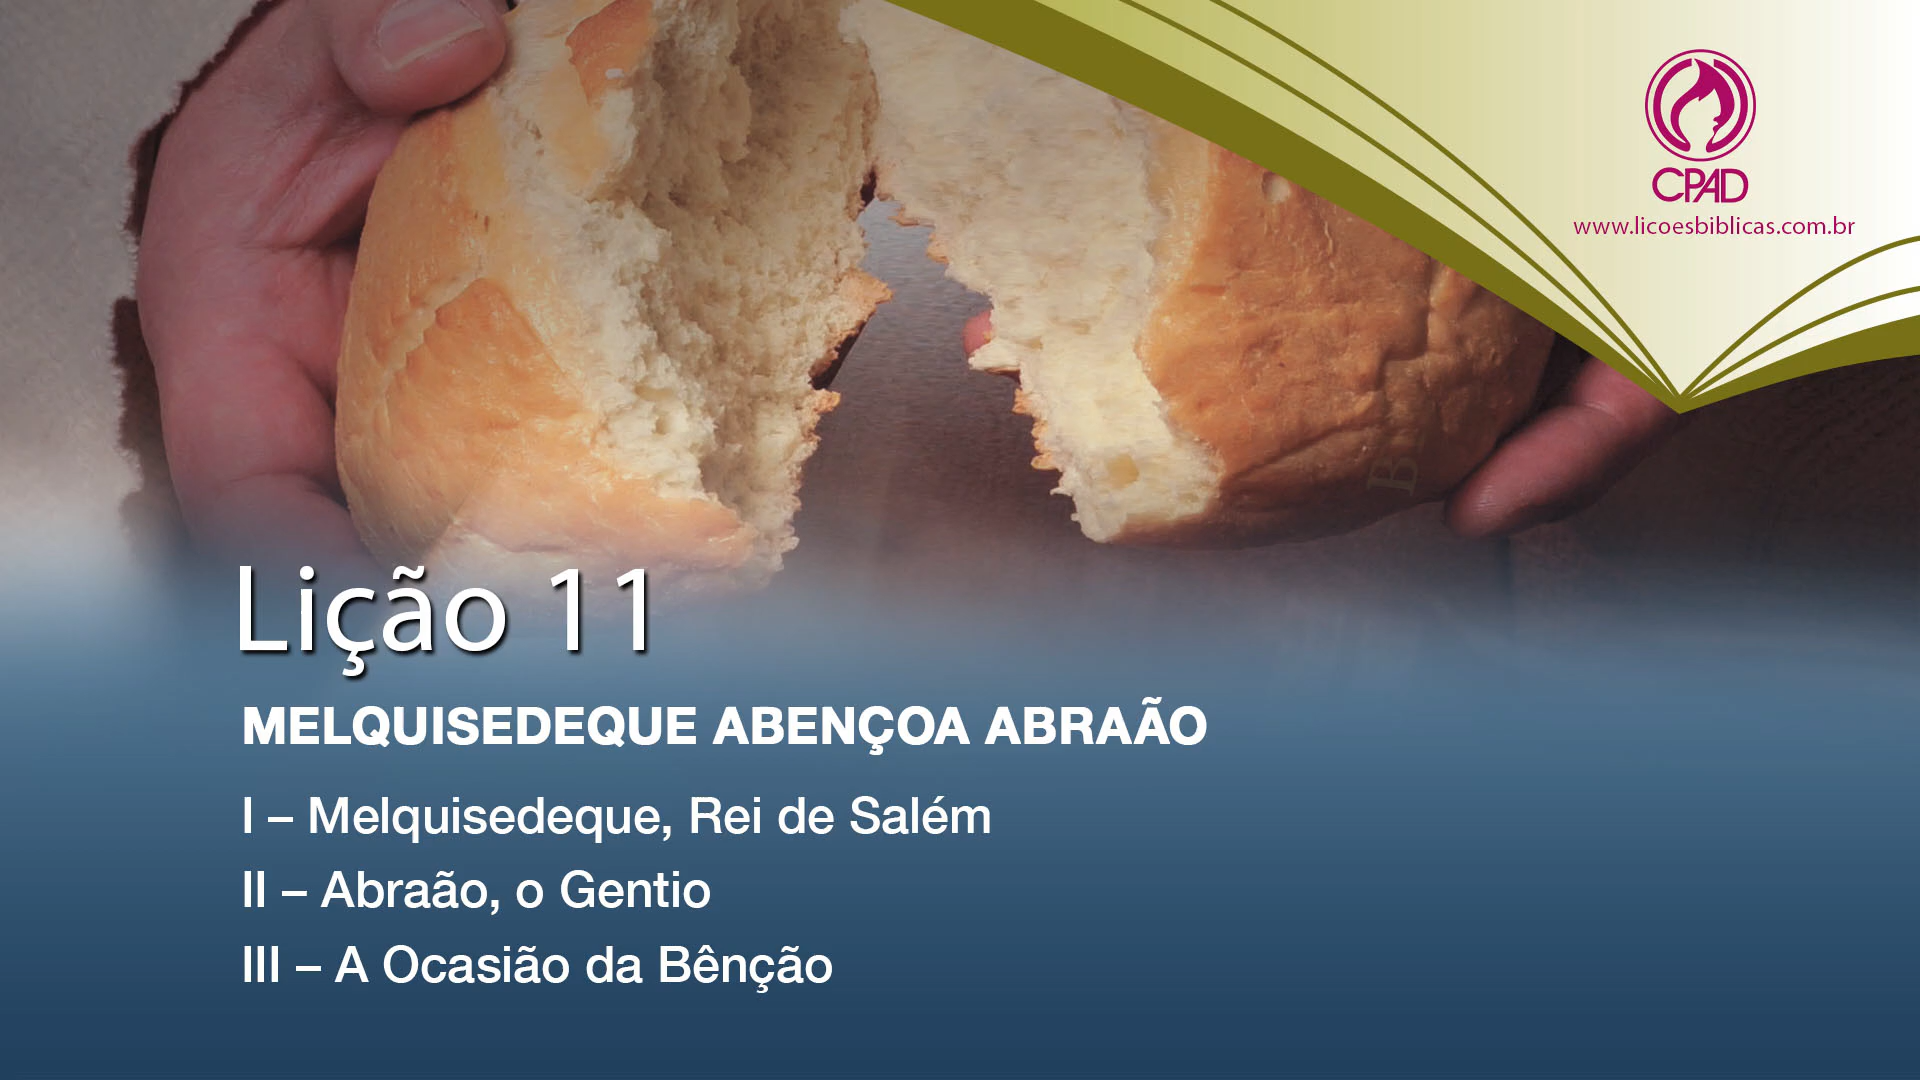 CPAD
www.licoesbiblicas.com.br
Lição 11
MELQUISEDEQUE ABENÇOA ABRAÃO
I – Melquisedeque, Rei de Salém
II – Abraão, o Gentio
III – A Ocasião da Bênção